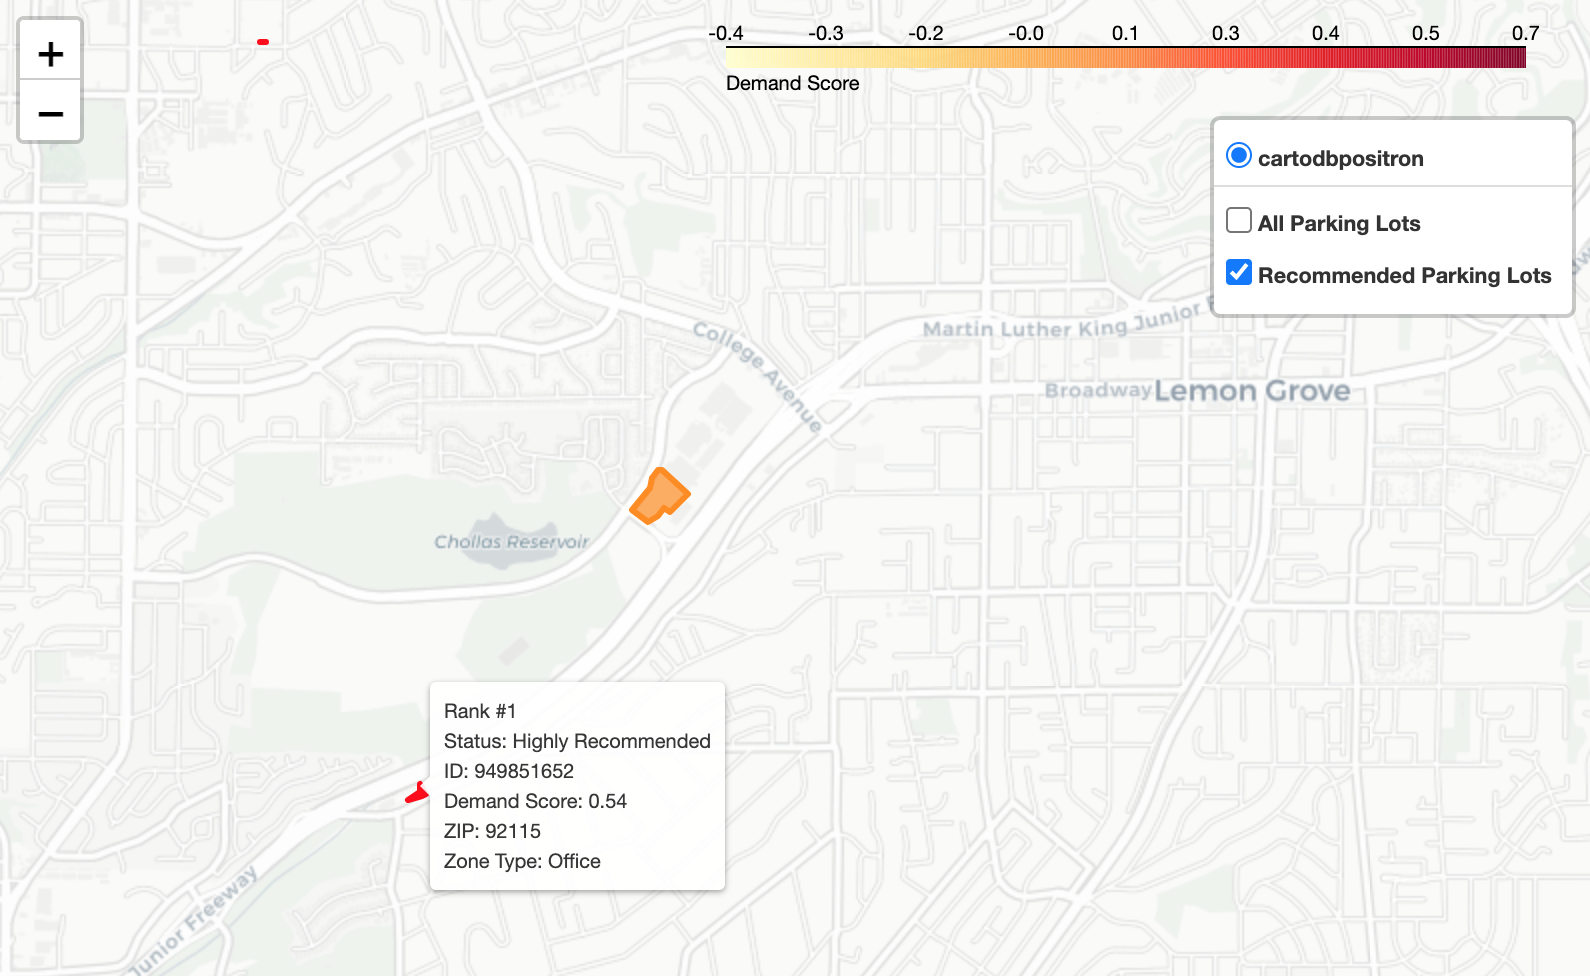 +
−
-0.4 -0.3 -0.2 -0.0 0.1 0.3 0.4 0.5 0.7
Demand Score
cartodbpositron
All Parking Lots
Recommended Parking Lots
Martin Luther King Junior F
College Avenue
Broadway
Lemon Grove
Chollas Reservoir
Rank #1
Status: Highly Recommended
ID: 949851652
Demand Score: 0.54
ZIP: 92115
Zone Type: Office
Junior Freeway